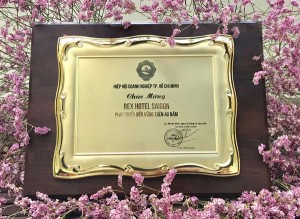 HIỆP HỘI DOANH NGHIỆP TP. HỒ CHÍ MINH
Chúc Mừng
REX HOTEL SAIGON
PHÁT TRIỂN BỀN VỮNG TRÊN 40 NĂM